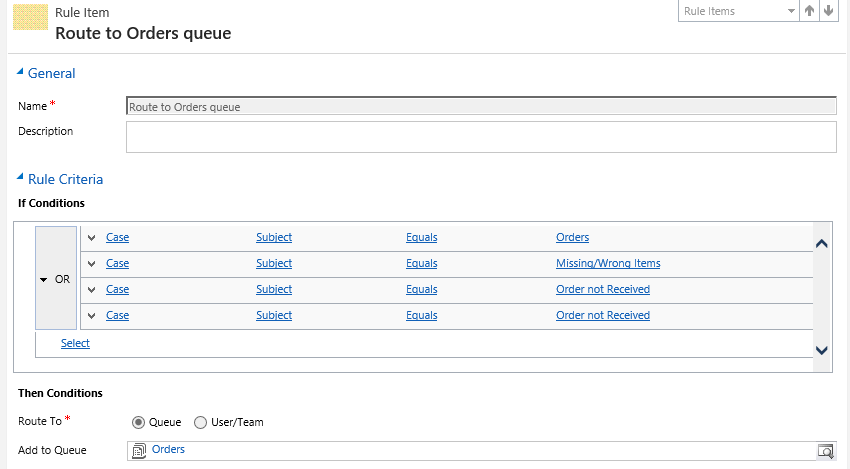 Rule Item
Route to Orders queue
Rule Items
General
Name *
Route to Orders queue
Description
Rule Criteria
If Conditions
OR
Case Subject Equals Orders
Case Subject Equals Missing/Wrong Items
Case Subject Equals Order not Received
Case Subject Equals Order not Received
Select
Then Conditions
Route To * Queue User/Team
Add to Queue Orders